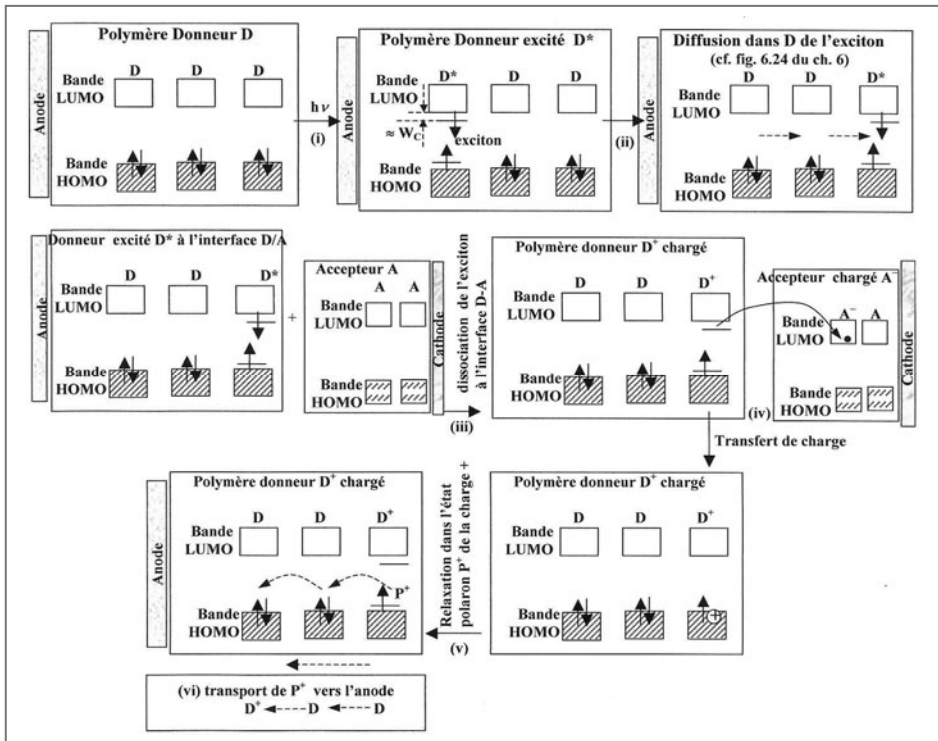 Polymère Donneur D
Anode
Bande
LUMO
D D D
Bande
HOMO
hν
(i)
Polymère Donneur excité D*
Anode
Bande
LUMO
D* D D
≈ W_C
exciton
Bande
HOMO
(ii)
Diffusion dans D de l'exciton
(cf. fig. 6.24 du ch. 6)
Anode
Bande
LUMO
D D D*
Bande
HOMO
Donneur excité D* à l'interface D/A
Anode
Bande
LUMO
D D D*
Bande
HOMO
+
Accepteur A
A A
Bande
LUMO
Bande
HOMO
Cathode
dissociation de l'exciton
à l'interface D-A
(iii)
Polymère donneur D⁺ chargé
Bande
LUMO
D D D⁺
Bande
HOMO
(iv)
Accepteur chargé A⁻
A⁻ A
Bande
LUMO
Bande
HOMO
Cathode
Transfert de charge
Polymère donneur D⁺ chargé
Anode
Bande
LUMO
D D D⁺
P⁺
Bande
HOMO
Relaxation dans l'état
polaron P⁺ de la charge +
(v)
Polymère donneur D⁺ chargé
Bande
LUMO
D D D⁺
Bande
HOMO
+
(vi) transport de P⁺ vers l'anode
D⁺ D D